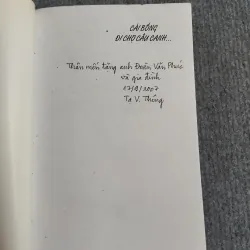 CÁI BỐNG
ĐI CHỢ CẦU CANH...
Thân mến tặng anh Đoàn Văn Phúc
và gia đình
17/4/2007
Tạ V. Thông